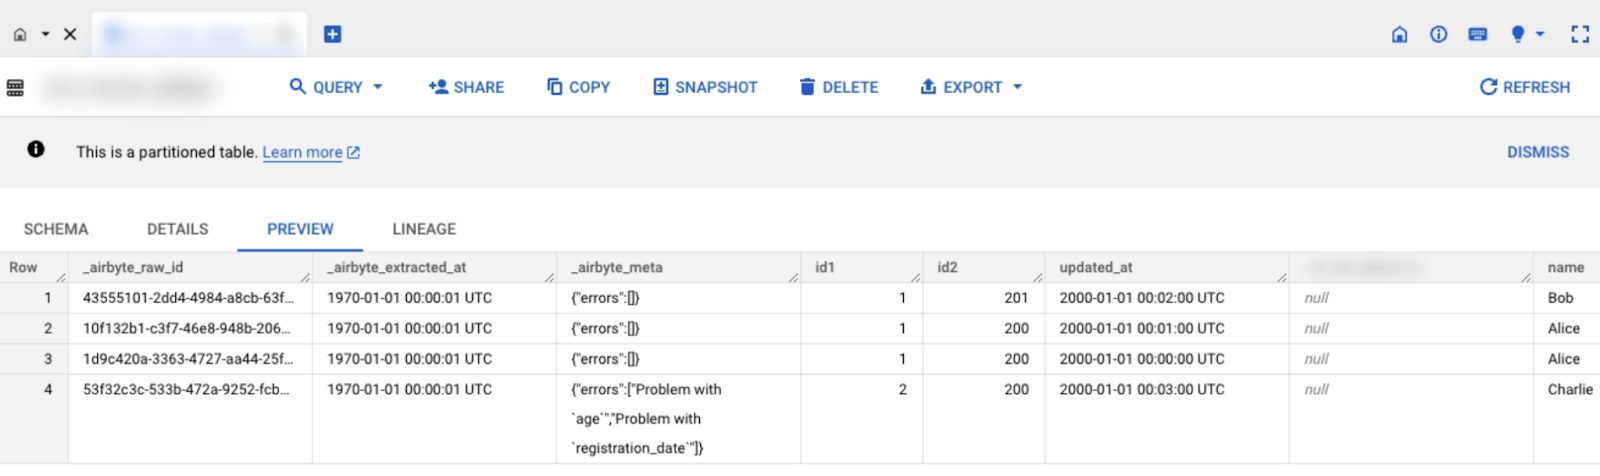 QUERY SHARE COPY SNAPSHOT DELETE EXPORT REFRESH
This is a partitioned table. Learn more DISMISS
SCHEMA DETAILS PREVIEW LINEAGE
Row _airbyte_raw_id _airbyte_extracted_at _airbyte_meta id1 id2 updated_at name
1 43555101-2dd4-4984-a8cb-63f... 1970-01-01 00:00:01 UTC {"errors":[]} 1 201 2000-01-01 00:02:00 UTC null Bob
2 10f132b1-c3f7-46e8-948b-206... 1970-01-01 00:00:01 UTC {"errors":[]} 1 200 2000-01-01 00:01:00 UTC null Alice
3 1d9c420a-3363-4727-aa44-25f... 1970-01-01 00:00:01 UTC {"errors":[]} 1 200 2000-01-01 00:00:00 UTC null Alice
4 53f32c3c-533b-472a-9252-fcb... 1970-01-01 00:00:01 UTC {"errors":["Problem with 2 200 2000-01-01 00:03:00 UTC null Charlie
`age`","Problem with
`registration_date`"]}